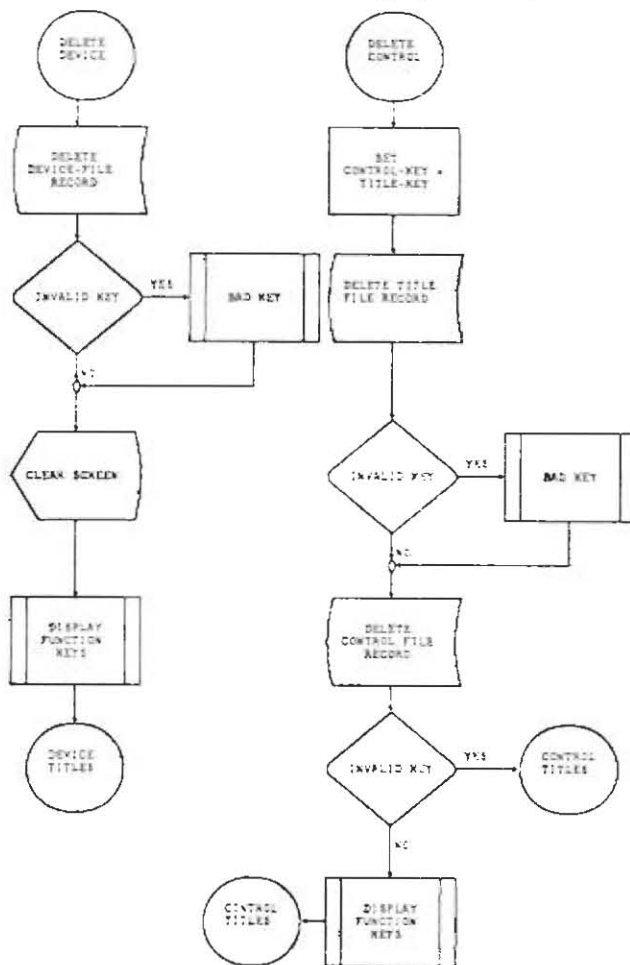 DELETE
DEVICE
DELETE
DEVICE-FILE
RECORD
INVALID KEY
YES
BAD KEY
NO
CLEAR SCREEN
DISPLAY
FUNCTION
KEYS
DEVICE
TITLES
DELETE
CONTROL
SET
CONTROL-KEY =
TITLE-KEY
DELETE TITLE
FILE RECORD
INVALID KEY
YES
BAD KEY
NO
DELETE
CONTROL FILE
RECORD
INVALID KEY
YES
CONTROL
TITLES
NO
DISPLAY
FUNCTION
KEYS
CONTROL
TITLES